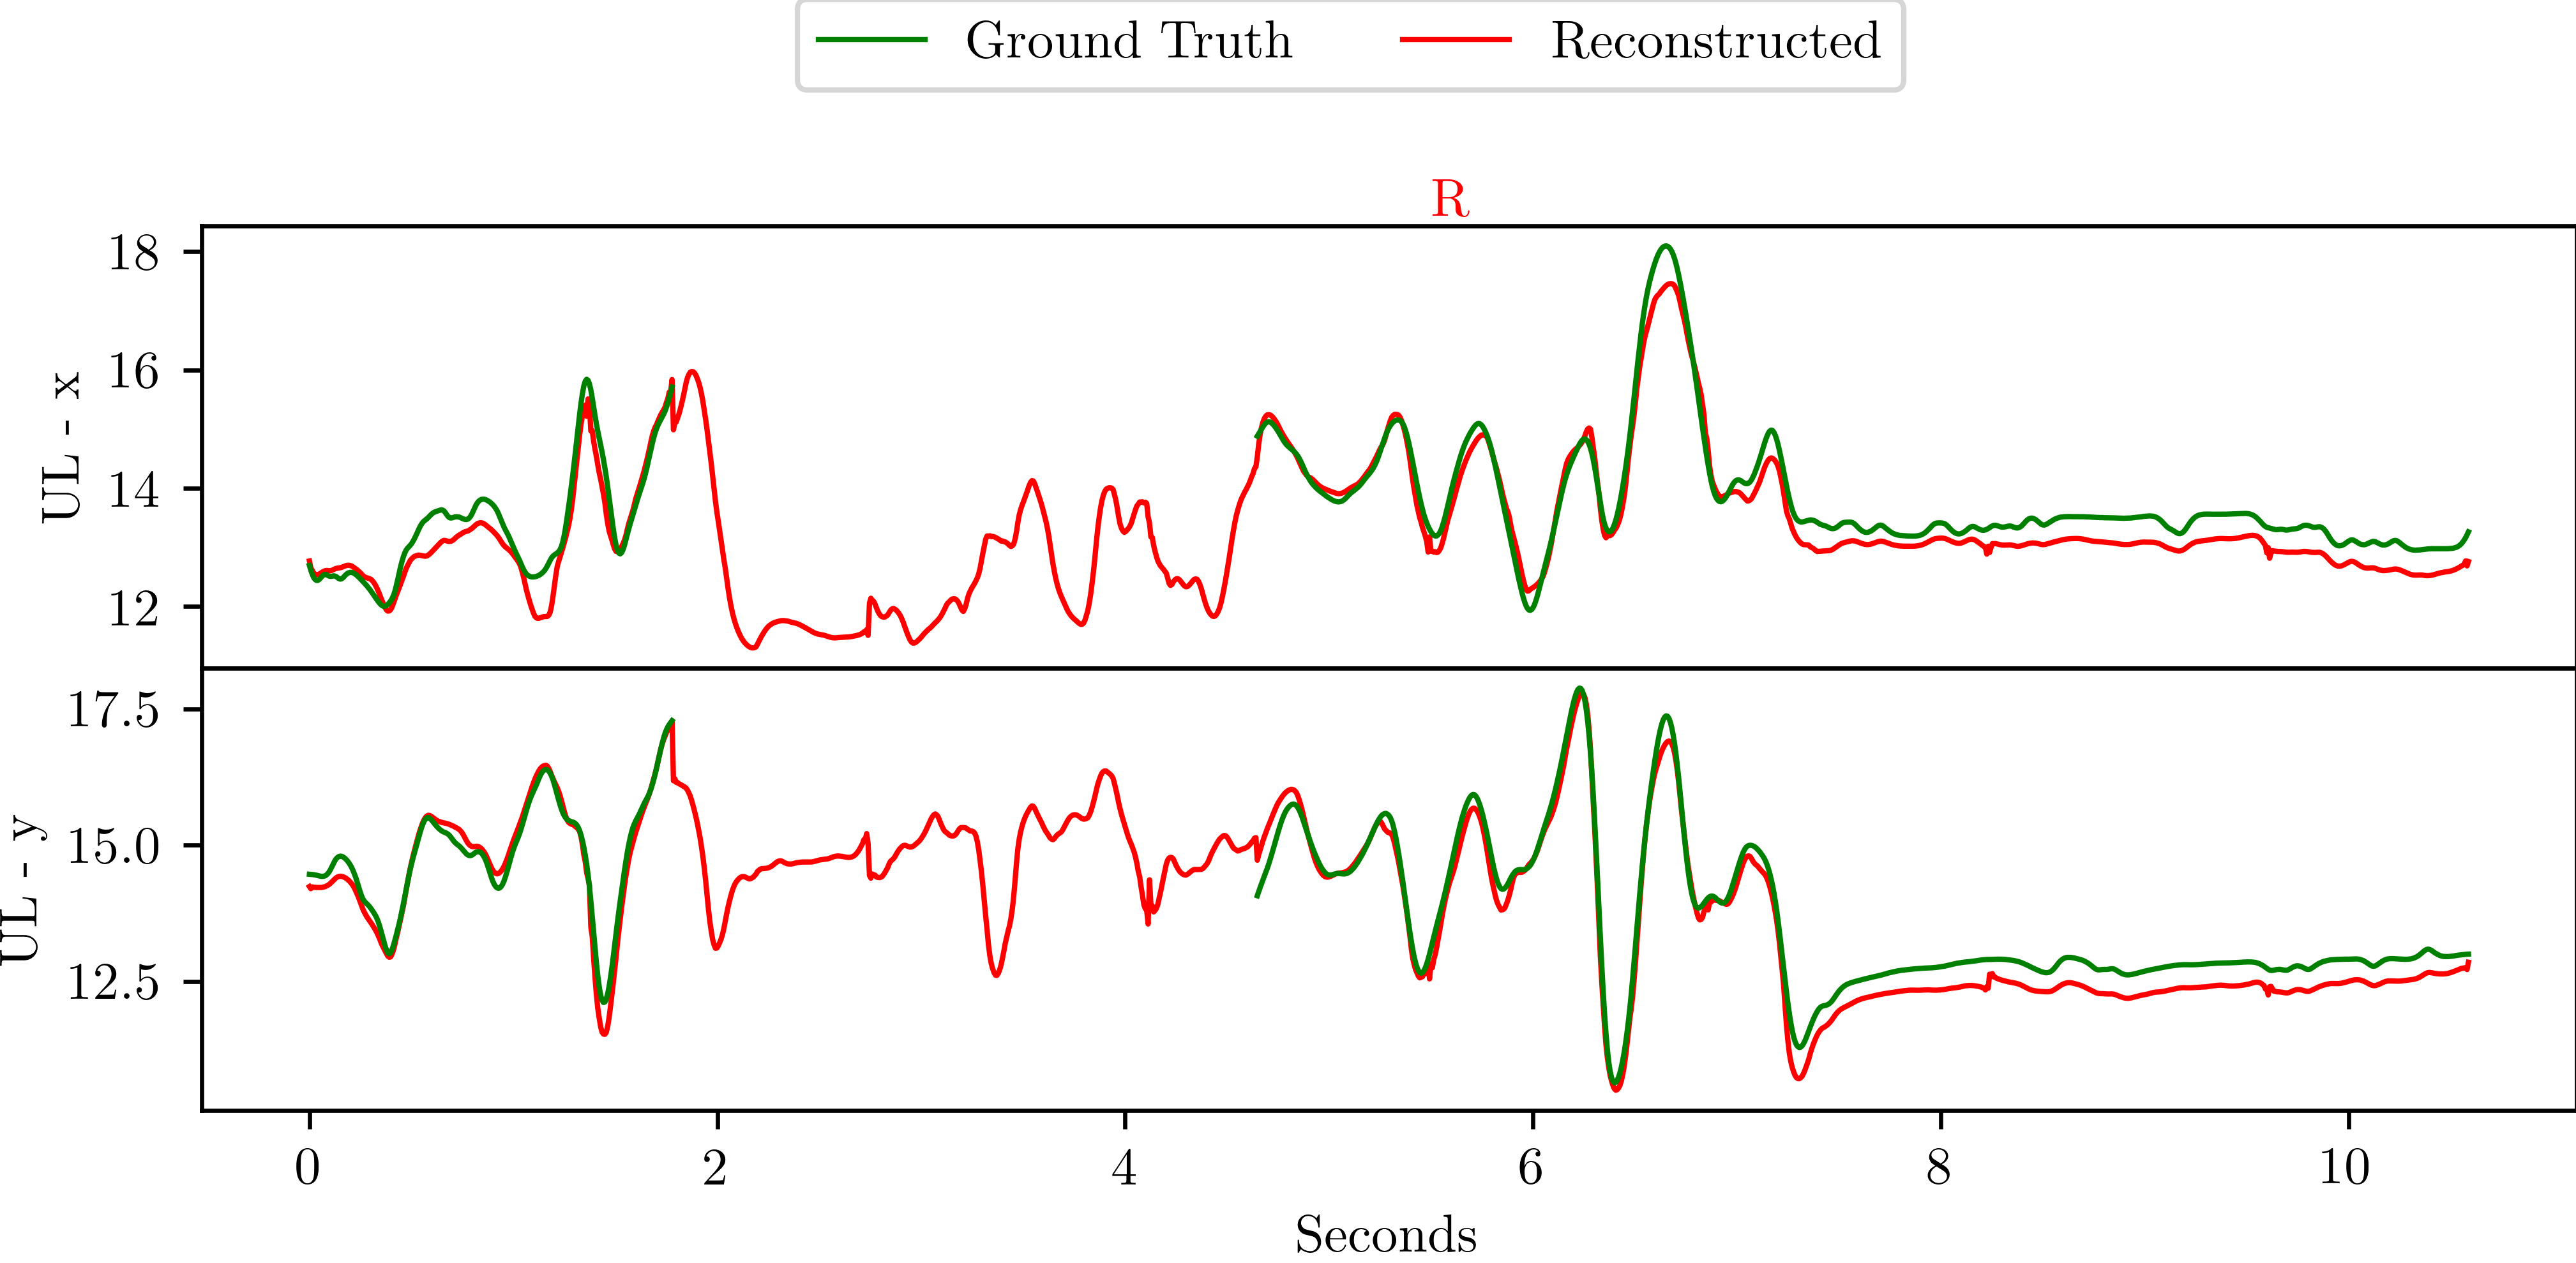 Ground Truth Reconstructed
R
UL - x
18
16
14
12
UL - y
17.5
15.0
12.5
0 2 4 6 8 10
Seconds